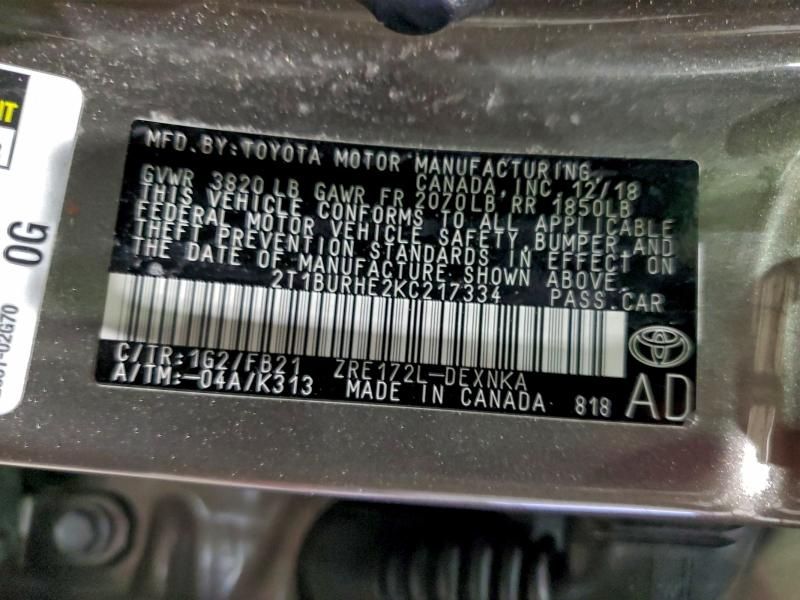 MFD.BY:TOYOTA MOTOR MANUFACTURING,
CANADA, INC. 12/18
GVWR 3820 LB GAWR FR 2070LB RR 1850LB
THIS VEHICLE CONFORMS TO ALL APPLICABLE
FEDERAL MOTOR VEHICLE SAFETY, BUMPER, AND
THEFT PREVENTION STANDARDS IN EFFECT ON
THE DATE OF MANUFACTURE SHOWN ABOVE.
2T1BURHE2KC217334 PASS.CAR
C/TR:1G2/FB21 ZRE172L-DEXNKA
A/TM:-04A/K313 MADE IN CANADA 818 AD
0G
-02G70